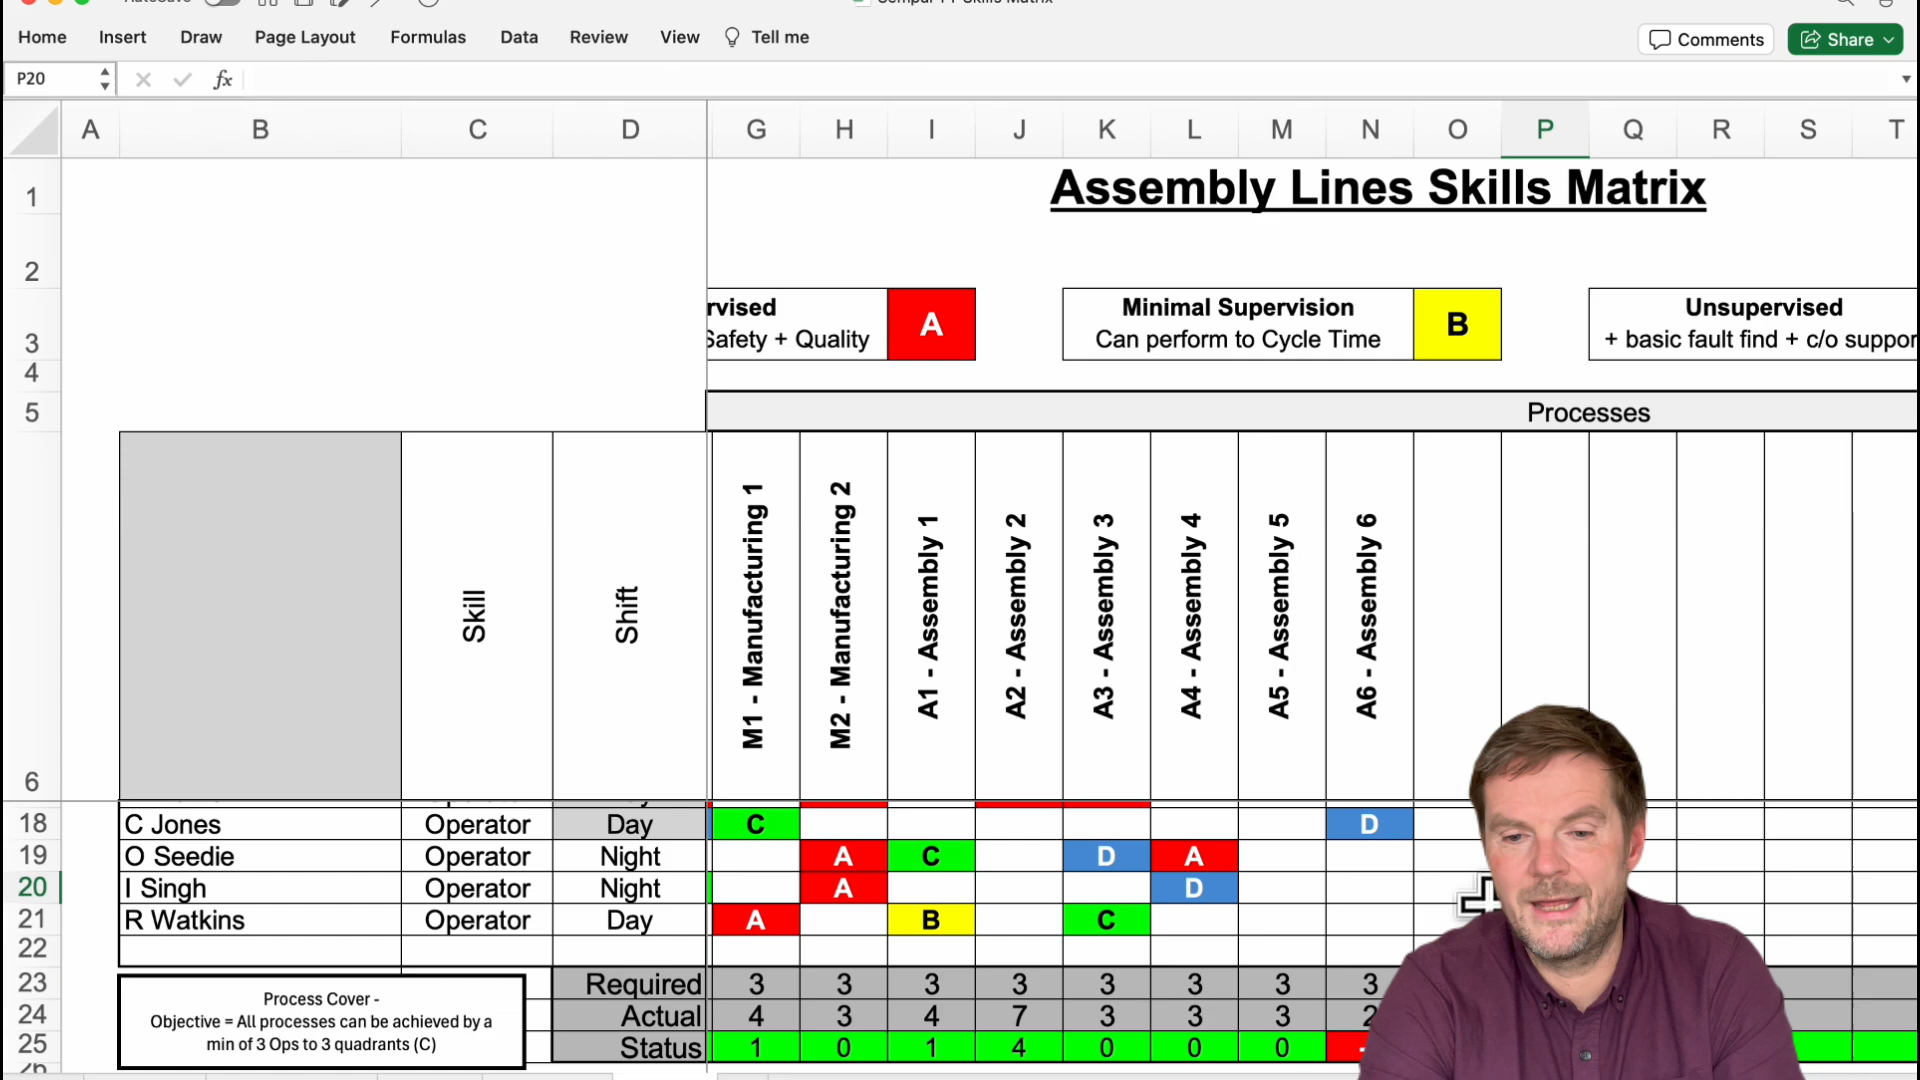 Home Insert Draw Page Layout Formulas Data Review View Tell me Comments Share
P20 fx
A B C D G H I J K L M N O P Q R S T
1 Assembly Lines Skills Matrix
2
rvised Minimal Supervision Unsupervised
3 Safety + Quality A Can perform to Cycle Time B + basic fault find + c/o suppor
4
5 Processes
6 Skill Shift M1 - Manufacturing 1 M2 - Manufacturing 2 A1 - Assembly 1 A2 - Assembly 2 A3 - Assembly 3 A4 - Assembly 4 A5 - Assembly 5 A6 - Assembly 6
18 C Jones Operator Day C D
19 O Seedie Operator Night A C D A
20 I Singh Operator Night A D
21 R Watkins Operator Day A B C
22
23 Required 3 3 3 3 3 3 3 3
24 Actual 4 3 4 7 3 3 3 2
25 Status 1 0 1 4 0 0 0
Process Cover -
Objective = All processes can be achieved by a
min of 3 Ops to 3 quadrants (C)